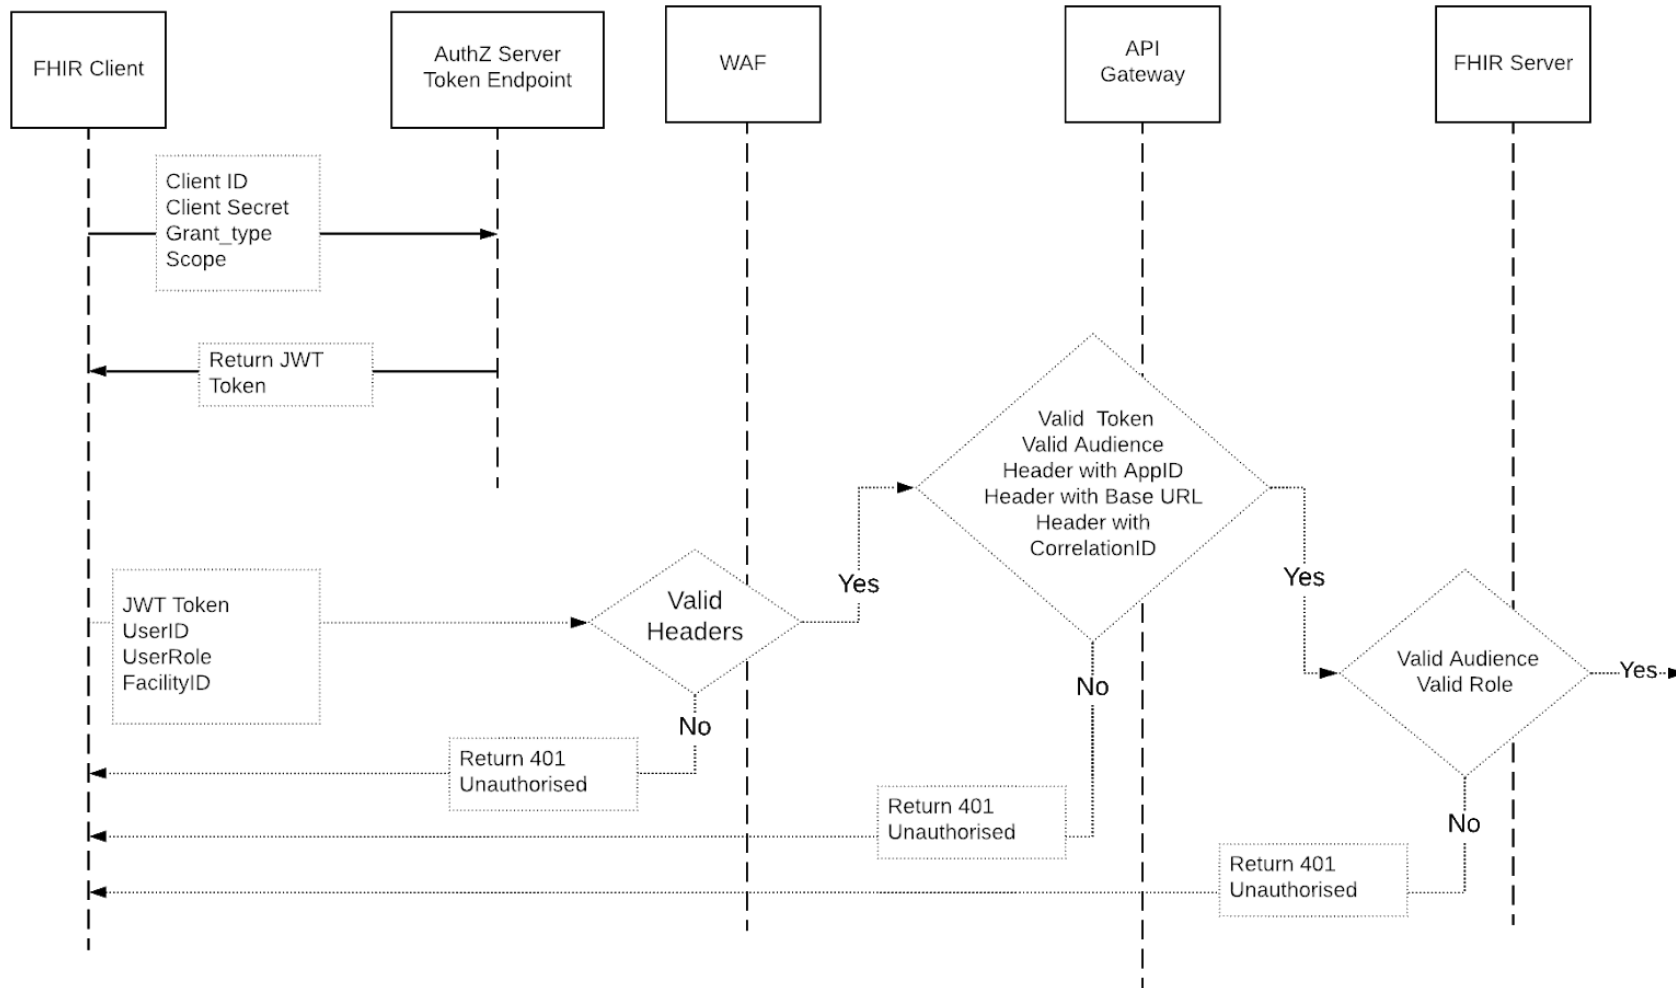 FHIR Client
AuthZ Server
Token Endpoint
WAF
API
Gateway
FHIR Server
Client ID
Client Secret
Grant_type
Scope
Return JWT
Token
Valid  Token
Valid Audience
Header with AppID
Header with Base URL
Header with
CorrelationID
JWT Token
UserID
UserRole
FacilityID
Valid
Headers
Yes
Yes
Valid Audience
Valid Role
Yes
No
No
No
Return 401
Unauthorised
Return 401
Unauthorised
Return 401
Unauthorised